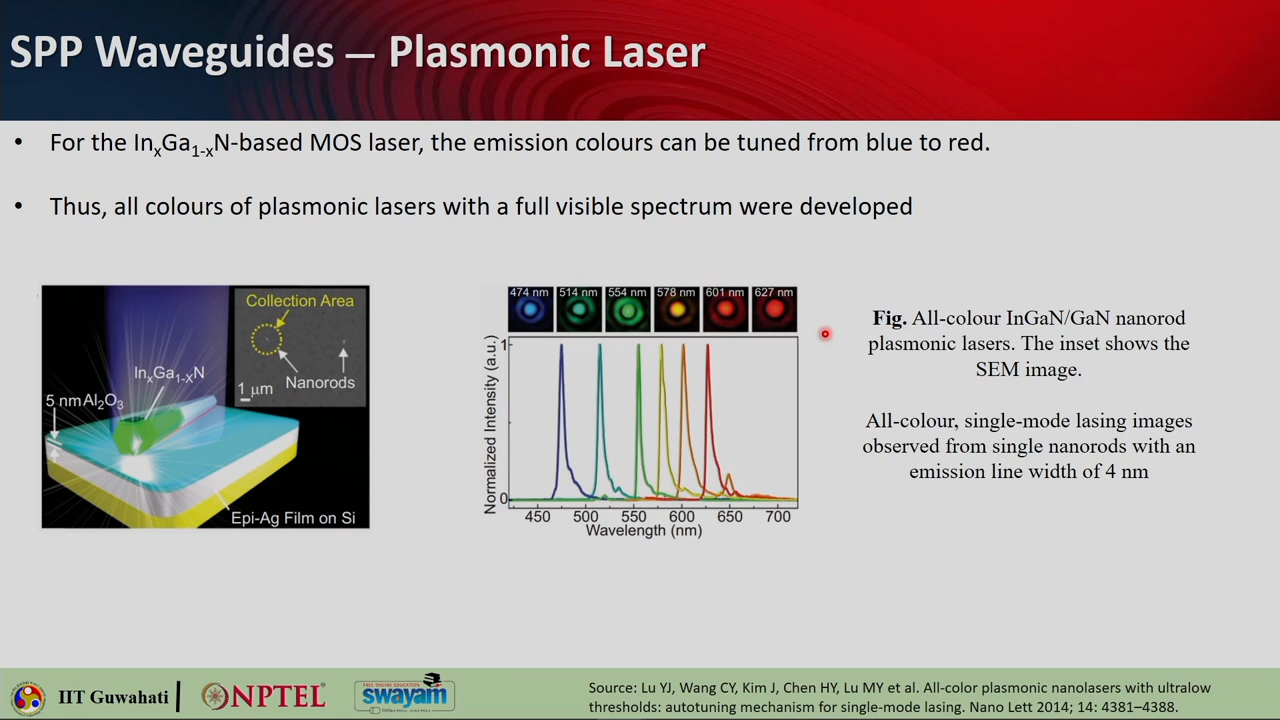 SPP Waveguides — Plasmonic Laser
• For the InxGa1-xN-based MOS laser, the emission colours can be tuned from blue to red.
• Thus, all colours of plasmonic lasers with a full visible spectrum were developed
Collection Area
InxGa1-XN
Nanorods
1 μm
5 nm Al2O3
Epi-Ag Film on Si
474 nm 514 nm 554 nm 578 nm 601 nm 627 nm
Normalized Intensity (a.u.)
1
0
450 500 550 600 650 700
Wavelength (nm)
Fig. All-colour InGaN/GaN nanorod
plasmonic lasers. The inset shows the
SEM image.
All-colour, single-mode lasing images
observed from single nanorods with an
emission line width of 4 nm
IIT Guwahati
NPTEL
FREE ONLINE EDUCATION
swayam
Source: Lu YJ, Wang CY, Kim J, Chen HY, Lu MY et al. All-color plasmonic nanolasers with ultralow
thresholds: autotuning mechanism for single-mode lasing. Nano Lett 2014; 14: 4381–4388.